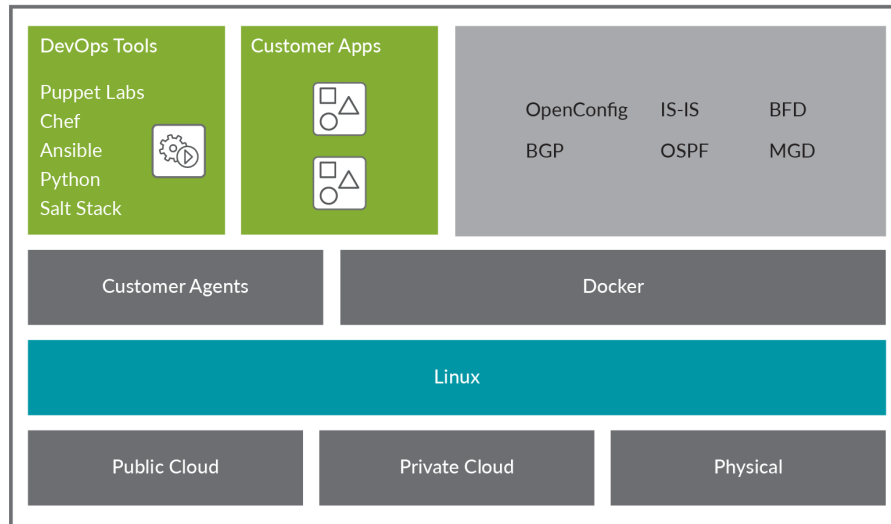 DevOps Tools
Puppet Labs
Chef
Ansible
Python
Salt Stack
Customer Apps
OpenConfig IS-IS BFD
BGP OSPF MGD
Customer Agents
Docker
Linux
Public Cloud
Private Cloud
Physical